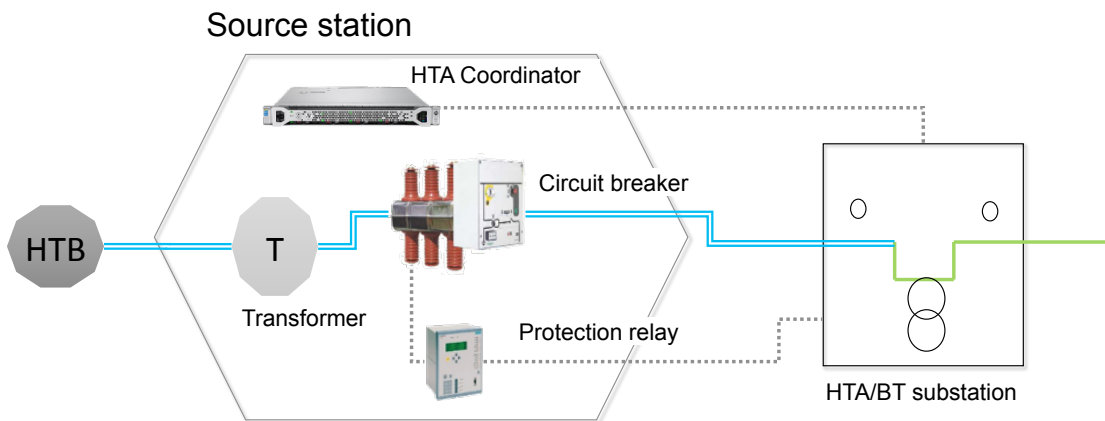 Source station
HTA Coordinator
Circuit breaker
HTB
T
Transformer
Protection relay
HTA/BT substation